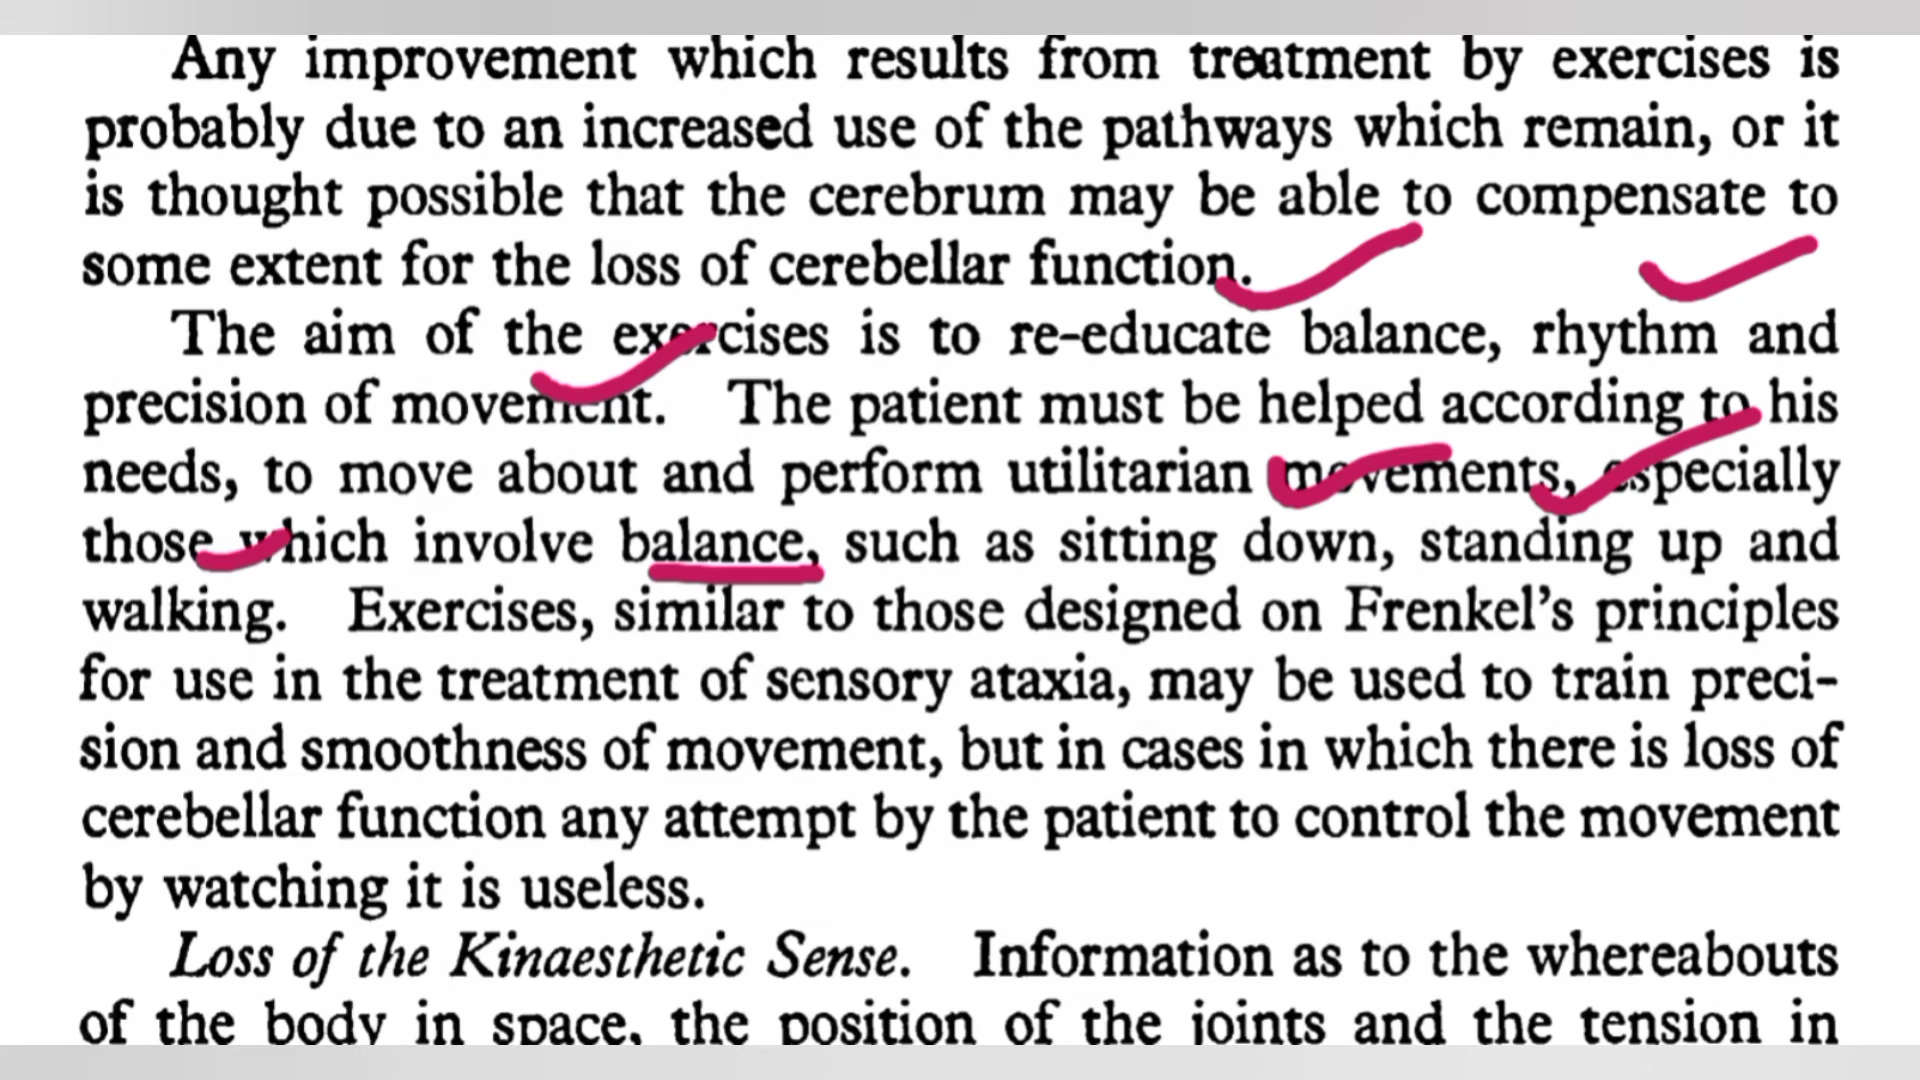 Any improvement which results from treatment by exercises is
probably due to an increased use of the pathways which remain, or it
is thought possible that the cerebrum may be able to compensate to
some extent for the loss of cerebellar function.
The aim of the exercises is to re-educate balance, rhythm and
precision of movement. The patient must be helped according to his
needs, to move about and perform utilitarian movements, especially
those which involve balance, such as sitting down, standing up and
walking. Exercises, similar to those designed on Frenkel's principles
for use in the treatment of sensory ataxia, may be used to train preci-
sion and smoothness of movement, but in cases in which there is loss of
cerebellar function any attempt by the patient to control the movement
by watching it is useless.
Loss of the Kinaesthetic Sense. Information as to the whereabouts
of the body in space, the position of the joints and the tension in